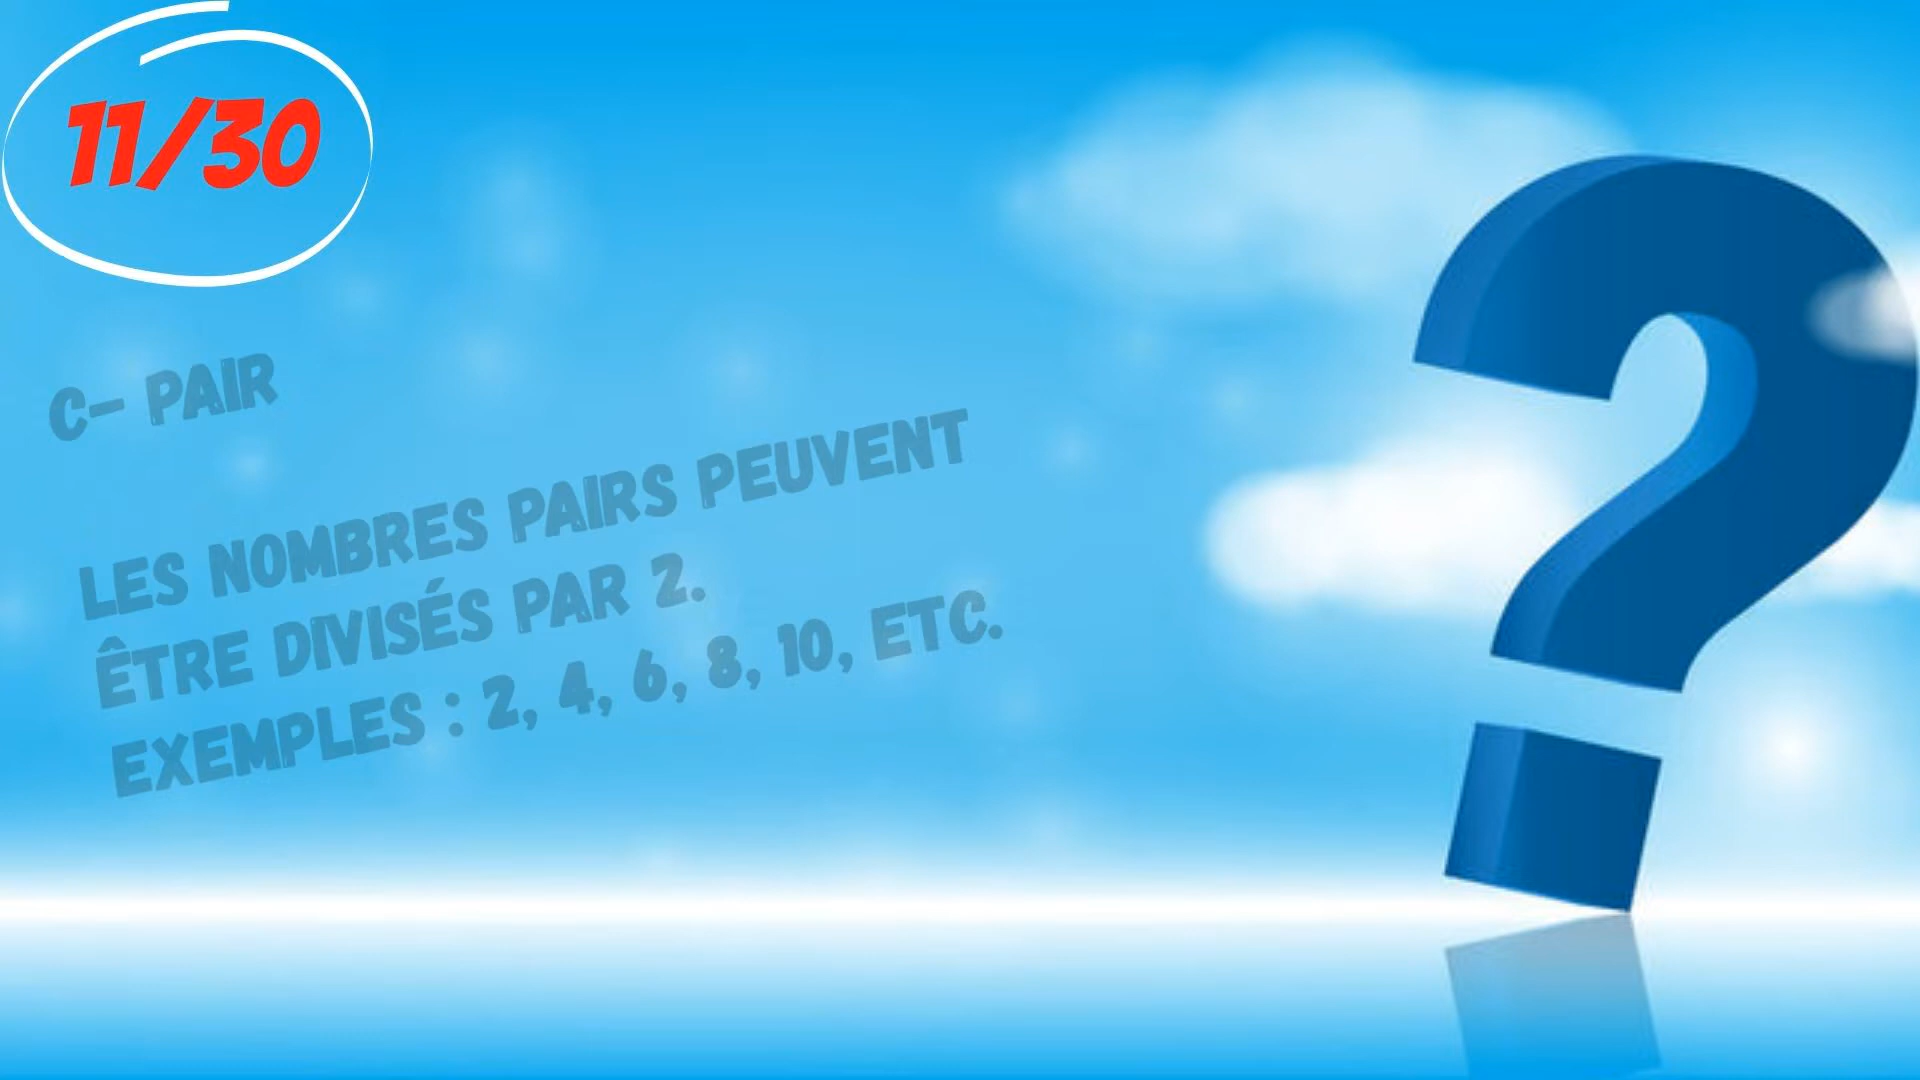 11/30
C- PAIR
LES NOMBRES PAIRS PEUVENT
ÊTRE DIVISÉS PAR 2.
EXEMPLES : 2, 4, 6, 8, 10, ETC.